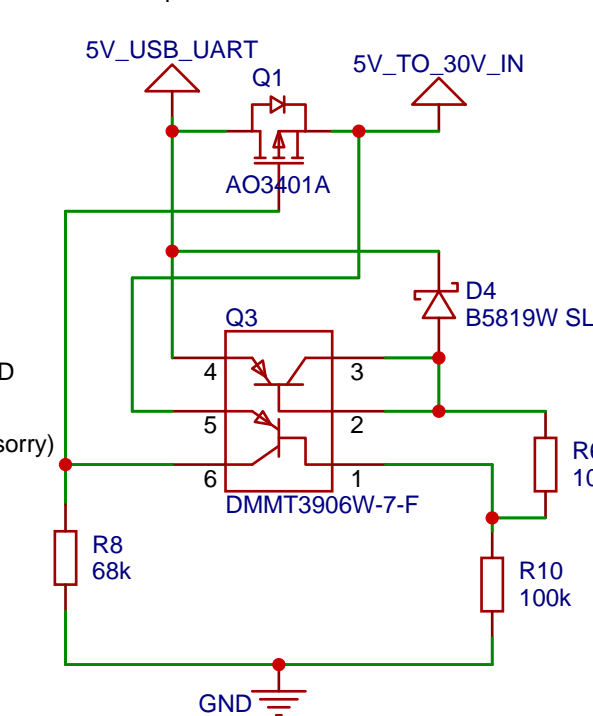 5V_USB_UART
Q1
5V_TO_30V_IN
AO3401A
D4
B5819W SL
Q3
D
4
3
sorry)
5
2
6
1
DMMT3906W-7-F
R8
68k
R10
100k
GND